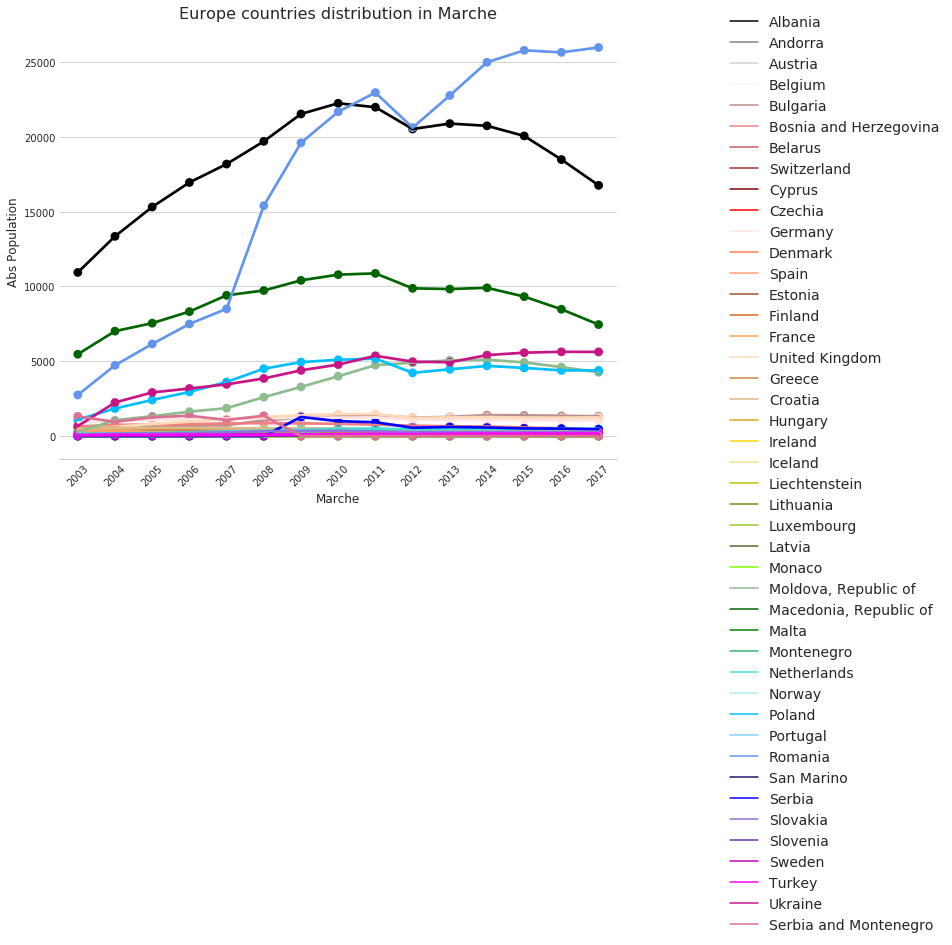 Europe countries distribution in Marche
Abs Population
25000
20000
15000
10000
5000
0
2003 2004 2005 2006 2007 2008 2009 2010 2011 2012 2013 2014 2015 2016 2017
Marche
Albania
Andorra
Austria
Belgium
Bulgaria
Bosnia and Herzegovina
Belarus
Switzerland
Cyprus
Czechia
Germany
Denmark
Spain
Estonia
Finland
France
United Kingdom
Greece
Croatia
Hungary
Ireland
Iceland
Liechtenstein
Lithuania
Luxembourg
Latvia
Monaco
Moldova, Republic of
Macedonia, Republic of
Malta
Montenegro
Netherlands
Norway
Poland
Portugal
Romania
San Marino
Serbia
Slovakia
Slovenia
Sweden
Turkey
Ukraine
Serbia and Montenegro